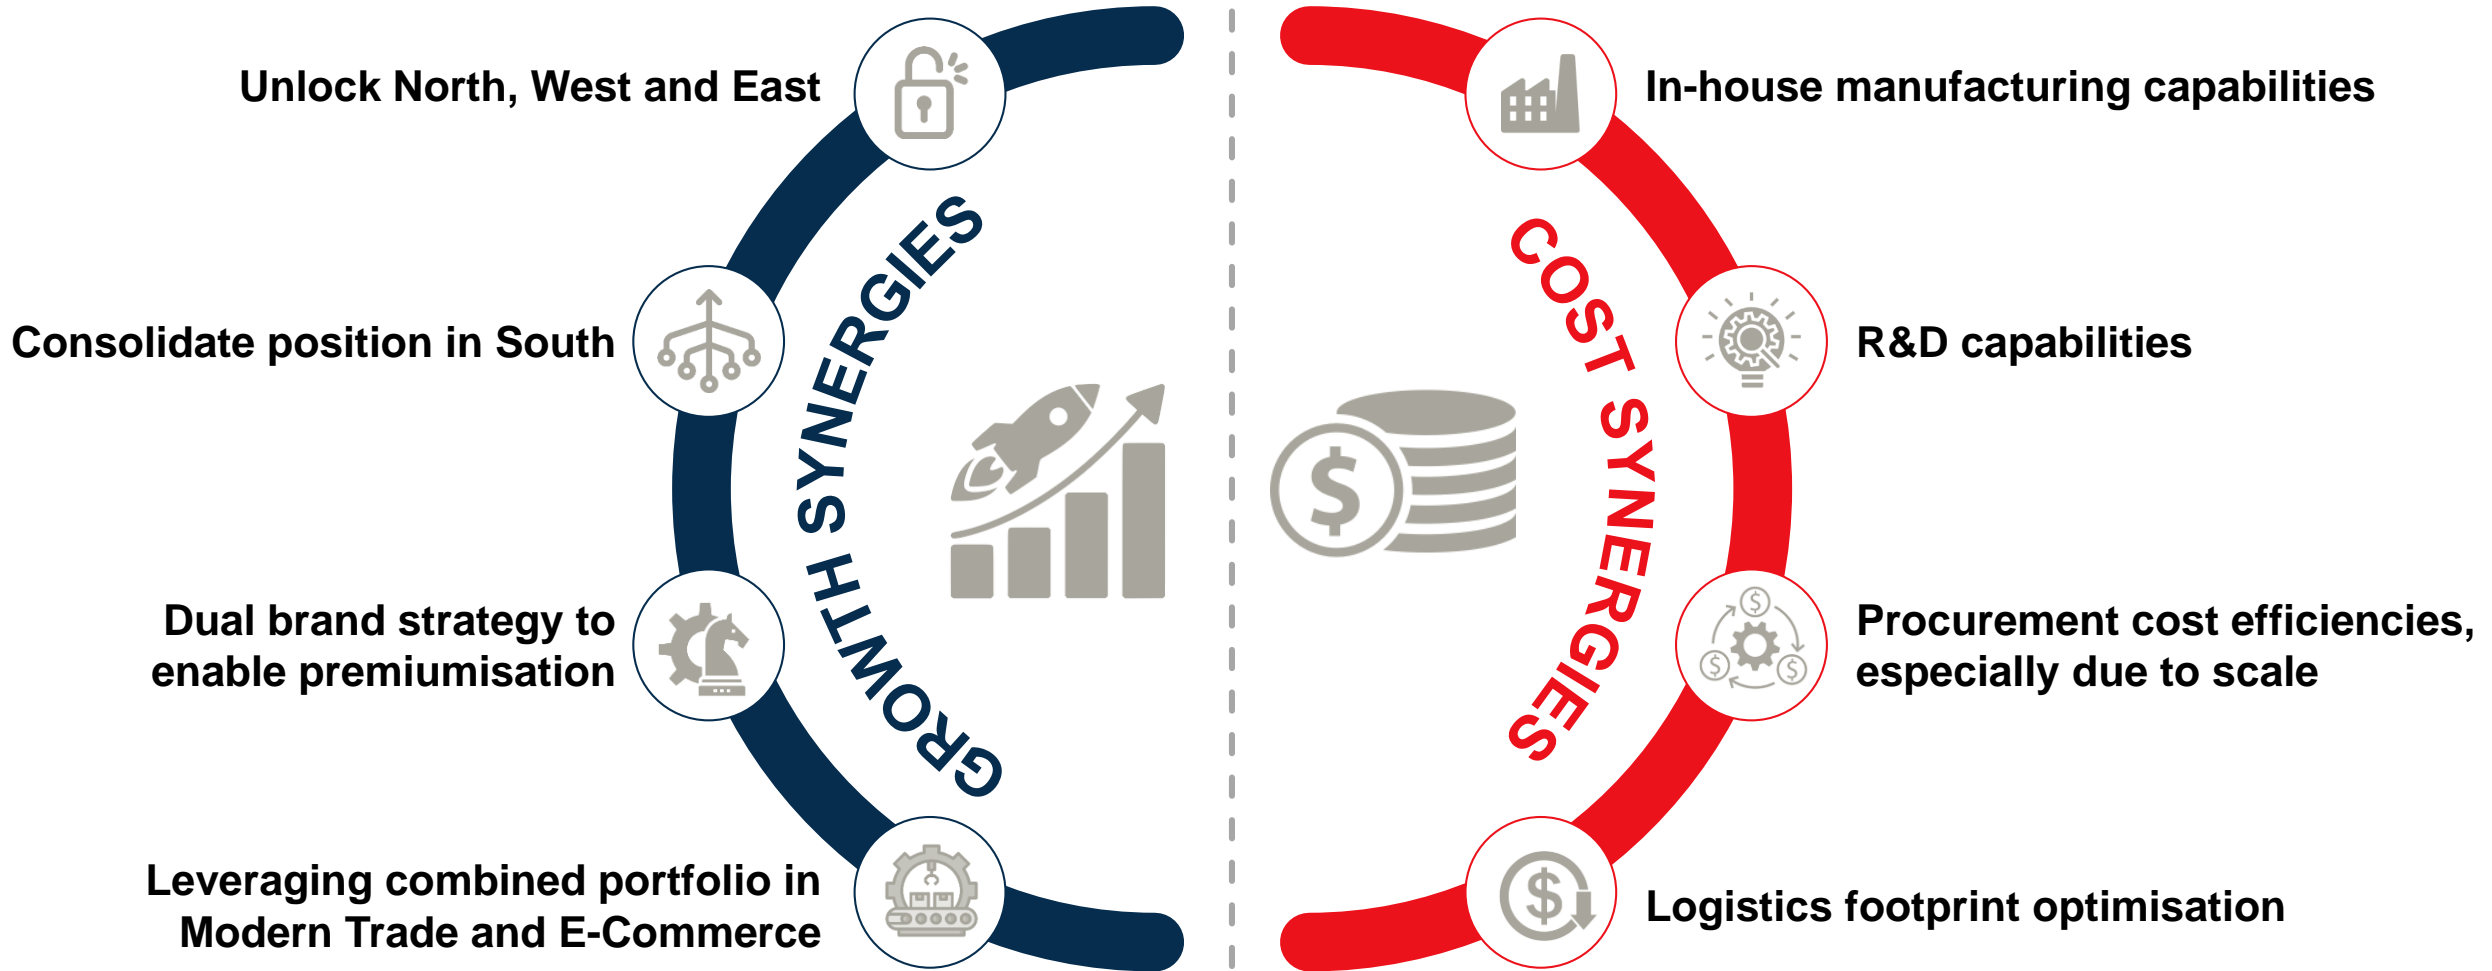 Unlock North, West and East
Consolidate position in South
Dual brand strategy to
enable premiumisation
Leveraging combined portfolio in
Modern Trade and E-Commerce
GROWTH SYNERGIES
$
COST SYNERGIES
In-house manufacturing capabilities
R&D capabilities
Procurement cost efficiencies,
especially due to scale
$
$
$
Logistics footprint optimisation
$